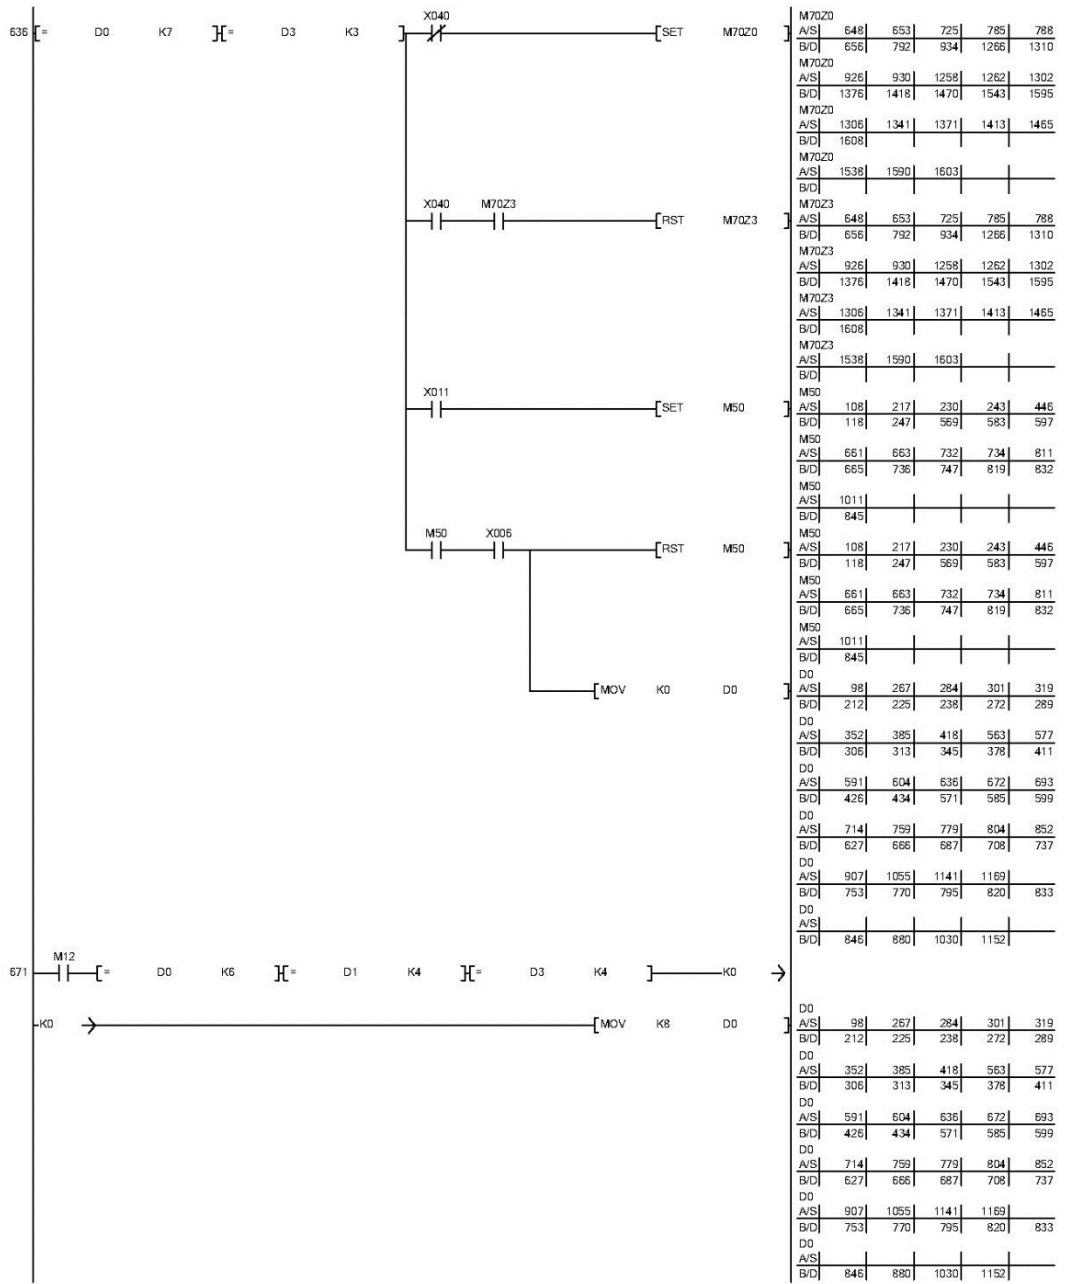 636 [= D0 K7 ][= D3 K3 ] X040 [SET M70Z0 ]
M70Z0
A/S 648 653 725 785 788
B/D 656 792 934 1266 1310
M70Z0
A/S 926 930 1258 1262 1302
B/D 1376 1418 1470 1543 1595
M70Z0
A/S 1306 1341 1371 1413 1465
B/D 1608
M70Z0
A/S 1538 1590 1603
B/D
X040 M70Z3 [RST M70Z3 ]
M70Z3
A/S 648 653 725 785 788
B/D 656 792 934 1266 1310
M70Z3
A/S 926 930 1258 1262 1302
B/D 1376 1418 1470 1543 1595
M70Z3
A/S 1306 1341 1371 1413 1465
B/D 1608
M70Z3
A/S 1538 1590 1603
B/D
X011 [SET M50 ]
M50
A/S 108 217 230 243 446
B/D 118 247 569 583 597
M50
A/S 661 663 732 734 811
B/D 665 736 747 819 832
M50
A/S 1011
B/D 845
M50 X006 [RST M50 ]
M50
A/S 108 217 230 243 446
B/D 118 247 569 583 597
M50
A/S 661 663 732 734 811
B/D 665 736 747 819 832
M50
A/S 1011
B/D 845
[MOV K0 D0 ]
D0
A/S 98 267 284 301 319
B/D 212 225 238 272 289
D0
A/S 352 385 418 563 577
B/D 306 313 345 378 411
D0
A/S 591 604 636 672 693
B/D 426 434 571 585 599
D0
A/S 714 759 779 804 852
B/D 627 666 687 708 737
D0
A/S 907 1055 1141 1169
B/D 753 770 795 820 833
D0
A/S
B/D 846 880 1030 1152
671 M12 [= D0 K6 ][= D1 K4 ][= D3 K4 ] K0
K0 [MOV K8 D0 ]
D0
A/S 98 267 284 301 319
B/D 212 225 238 272 289
D0
A/S 352 385 418 563 577
B/D 306 313 345 378 411
D0
A/S 591 604 636 672 693
B/D 426 434 571 585 599
D0
A/S 714 759 779 804 852
B/D 627 666 687 708 737
D0
A/S 907 1055 1141 1169
B/D 753 770 795 820 833
D0
A/S
B/D 846 880 1030 1152